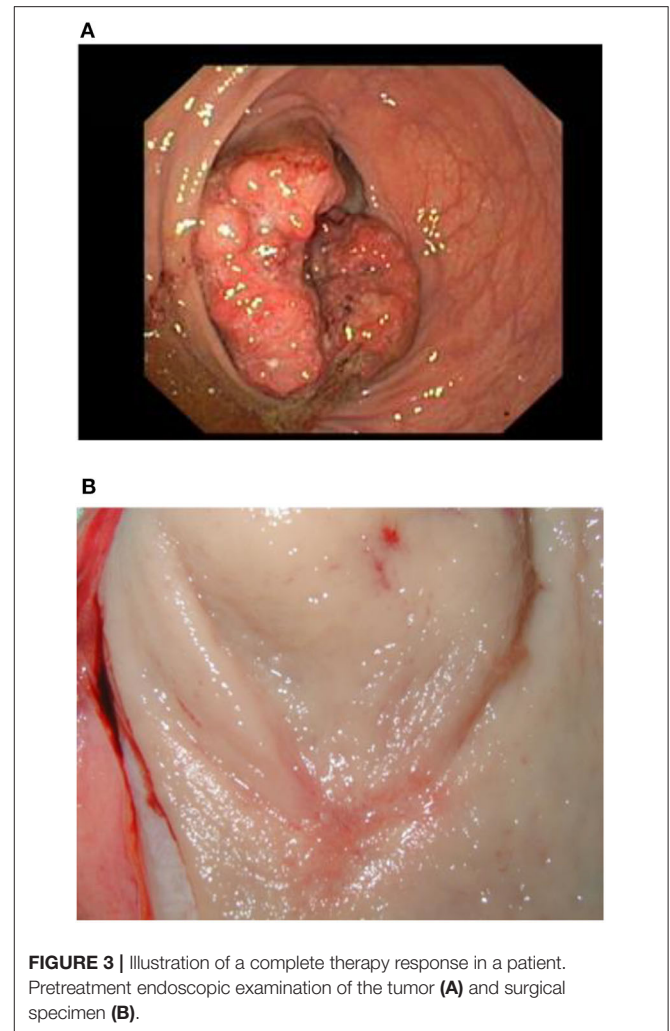 A
B
FIGURE 3 | Illustration of a complete therapy response in a patient.
Pretreatment endoscopic examination of the tumor (A) and surgical
specimen (B).